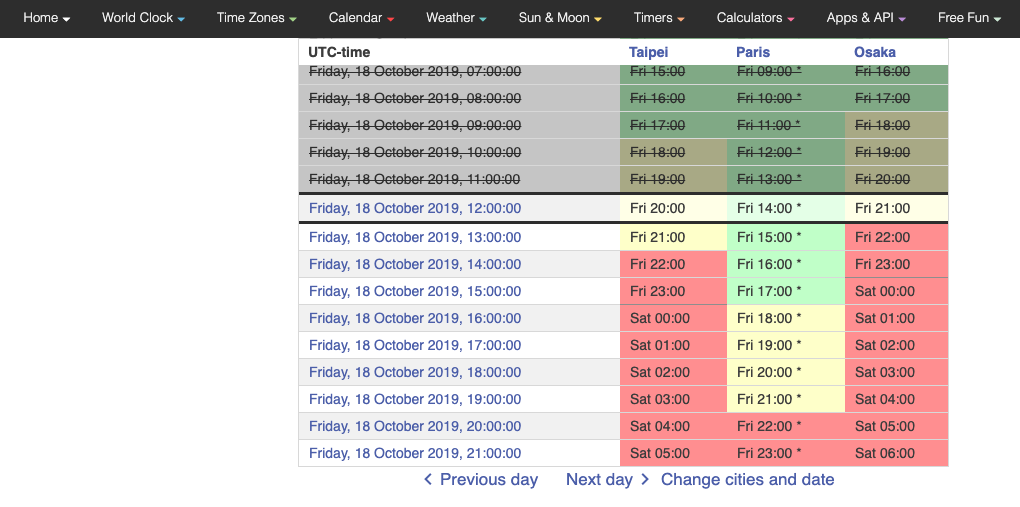 Home World Clock Time Zones Calendar Weather Sun & Moon Timers Calculators Apps & API Free Fun
UTC-time Taipei Paris Osaka
Friday, 18 October 2019, 07:00:00 Fri 15:00 Fri 09:00 * Fri 16:00
Friday, 18 October 2019, 08:00:00 Fri 16:00 Fri 10:00 * Fri 17:00
Friday, 18 October 2019, 09:00:00 Fri 17:00 Fri 11:00 * Fri 18:00
Friday, 18 October 2019, 10:00:00 Fri 18:00 Fri 12:00 * Fri 19:00
Friday, 18 October 2019, 11:00:00 Fri 19:00 Fri 13:00 * Fri 20:00
Friday, 18 October 2019, 12:00:00 Fri 20:00 Fri 14:00 * Fri 21:00
Friday, 18 October 2019, 13:00:00 Fri 21:00 Fri 15:00 * Fri 22:00
Friday, 18 October 2019, 14:00:00 Fri 22:00 Fri 16:00 * Fri 23:00
Friday, 18 October 2019, 15:00:00 Fri 23:00 Fri 17:00 * Sat 00:00
Friday, 18 October 2019, 16:00:00 Sat 00:00 Fri 18:00 * Sat 01:00
Friday, 18 October 2019, 17:00:00 Sat 01:00 Fri 19:00 * Sat 02:00
Friday, 18 October 2019, 18:00:00 Sat 02:00 Fri 20:00 * Sat 03:00
Friday, 18 October 2019, 19:00:00 Sat 03:00 Fri 21:00 * Sat 04:00
Friday, 18 October 2019, 20:00:00 Sat 04:00 Fri 22:00 * Sat 05:00
Friday, 18 October 2019, 21:00:00 Sat 05:00 Fri 23:00 * Sat 06:00
Previous day Next day Change cities and date